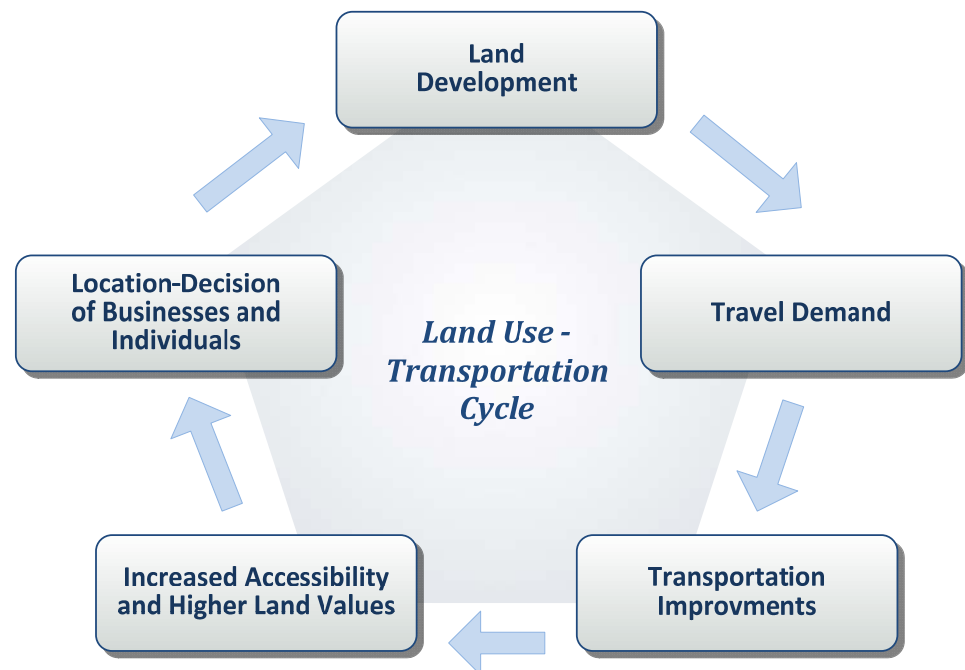 Land
Development
Travel Demand
Transportation
Improvments
Increased Accessibility
and Higher Land Values
Location-Decision
of Businesses and
Individuals
Land Use -
Transportation
Cycle